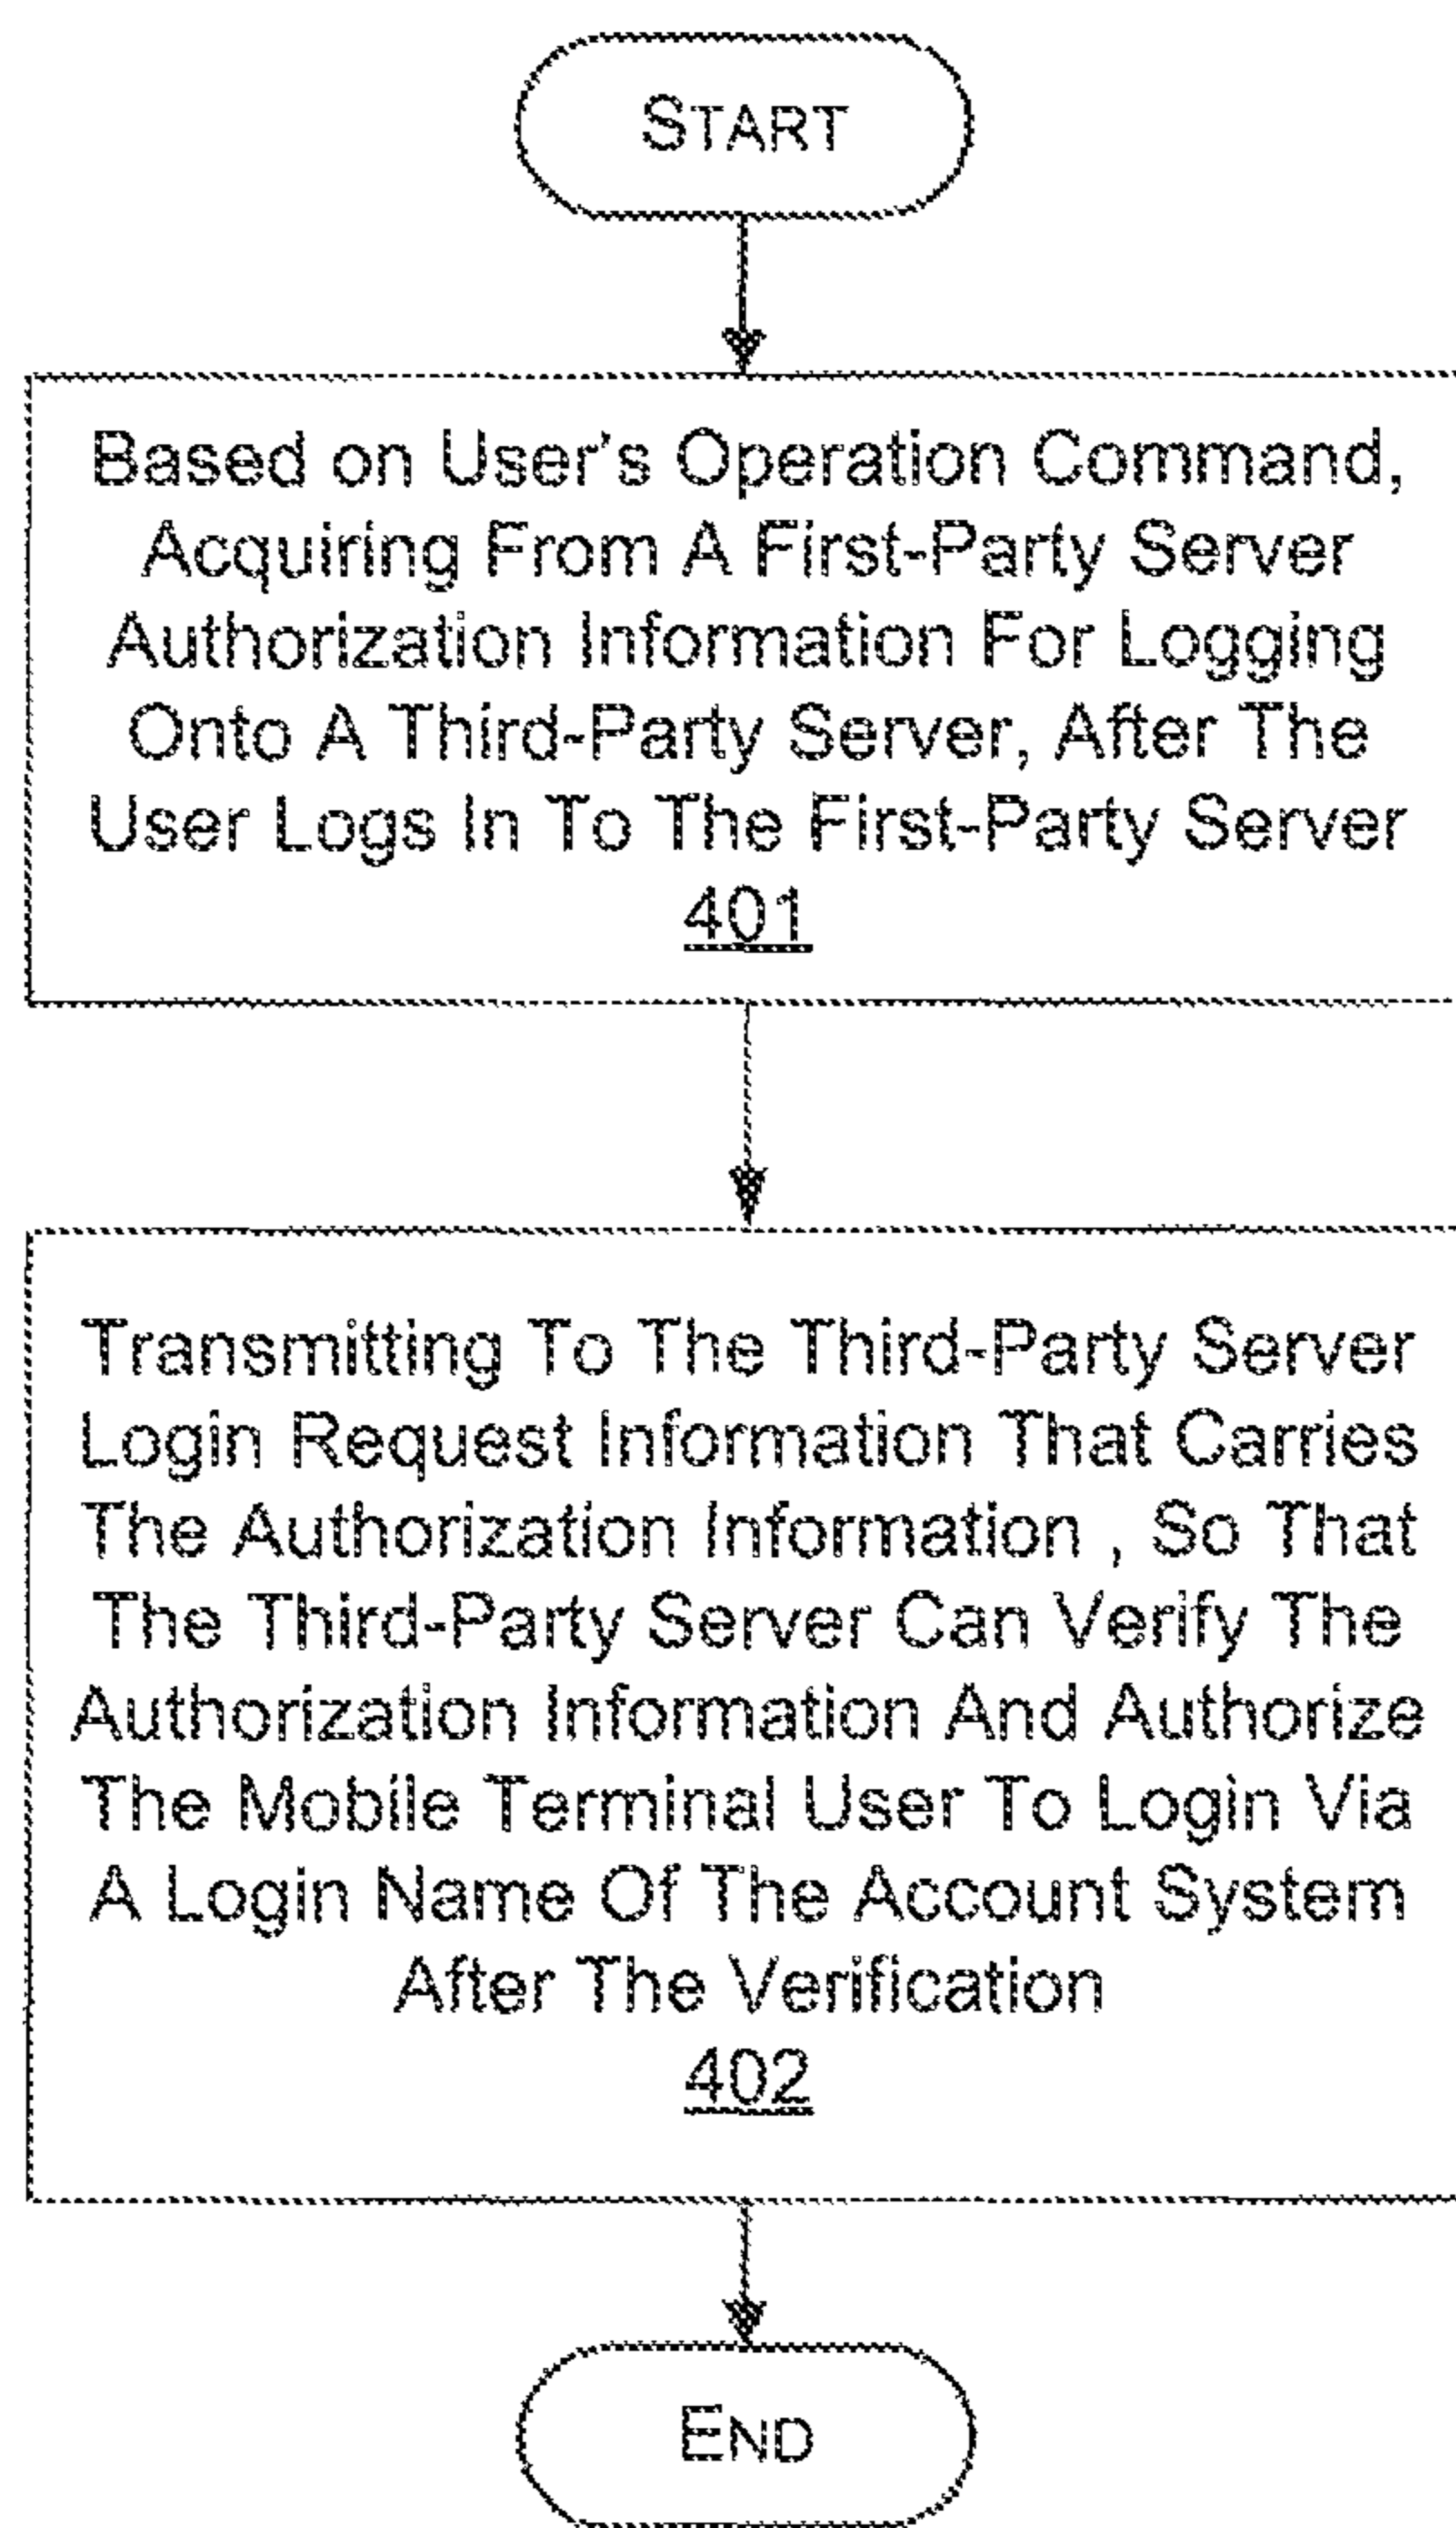 START
Based on User's Operation Command,
Acquiring From A First-Party Server
Authorization Information For Logging
Onto A Third-Party Server, After The
User Logs In To The First-Party Server
401
Transmitting To The Third-Party Server
Login Request Information That Carries
The Authorization Information , So That
The Third-Party Server Can Verify The
Authorization Information And Authorize
The Mobile Terminal User To Login Via
A Login Name Of The Account System
After The Verification
402
END